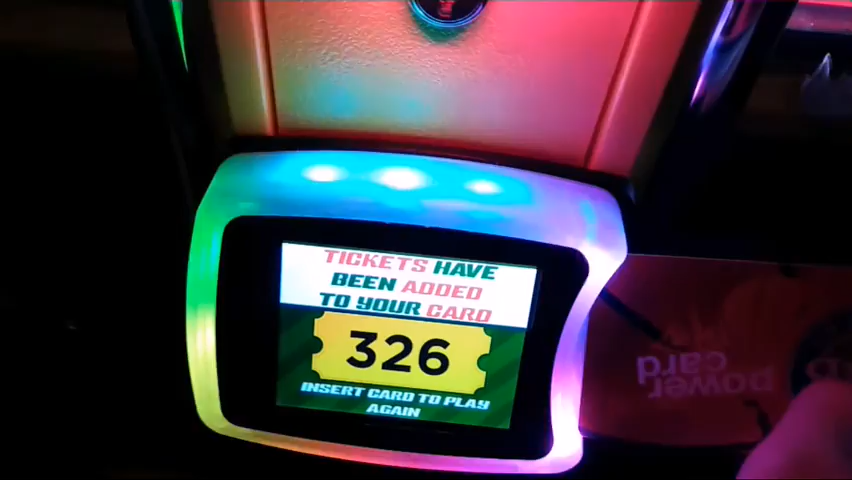 TICKETS HAVE
BEEN ADDED
TO YOUR CARD
326
INSERT CARD TO PLAY
AGAIN
power
card